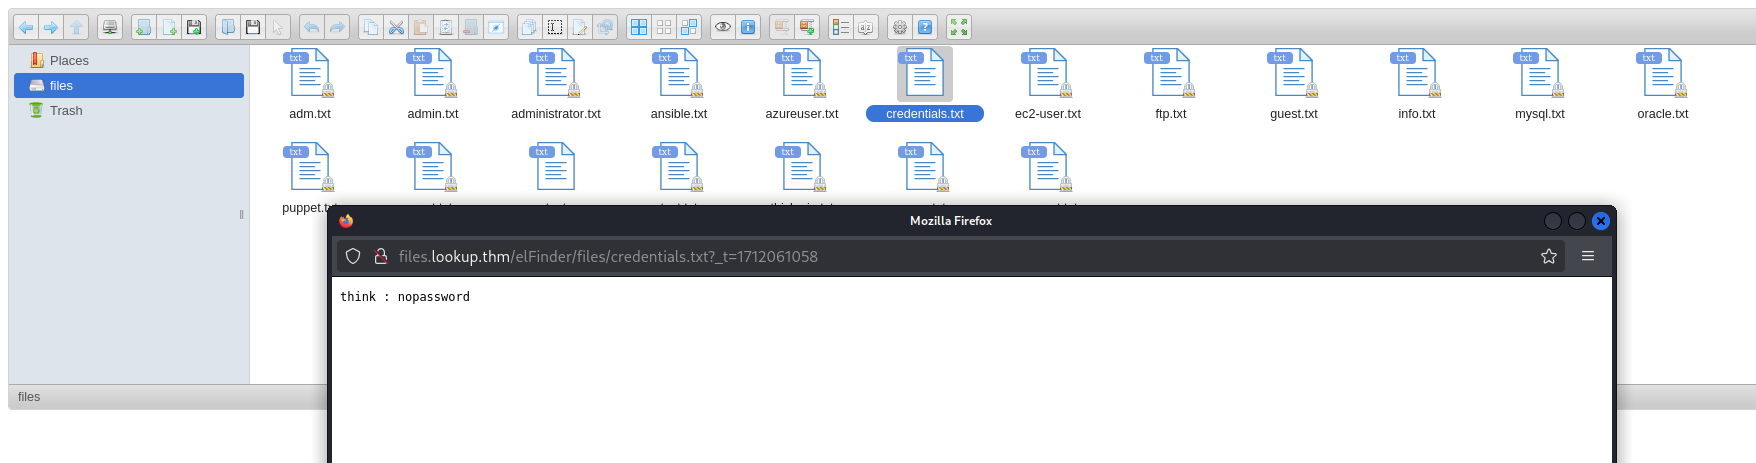 Places
files
Trash
txt txt txt txt txt txt txt txt txt txt txt txt
adm.txt admin.txt administrator.txt ansible.txt azureuser.txt credentials.txt ec2-user.txt ftp.txt guest.txt info.txt mysql.txt oracle.txt
txt txt txt txt txt txt txt
Mozilla Firefox
files.lookup.thm/elFinder/files/credentials.txt?_t=1712061058
think : nopassword
files